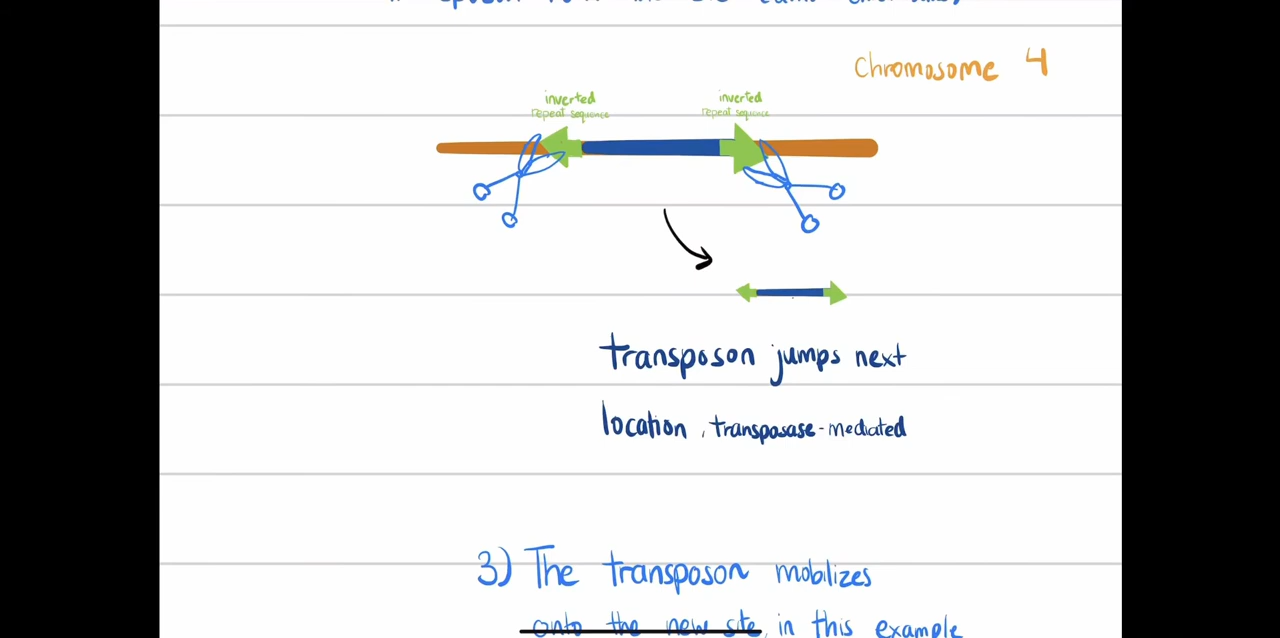 Chromosome 4
inverted
repeat sequence
inverted
repeat sequence
transposon jumps next
location, transposase-mediated
3) The transposon mobilizes
onto the new site, in this example